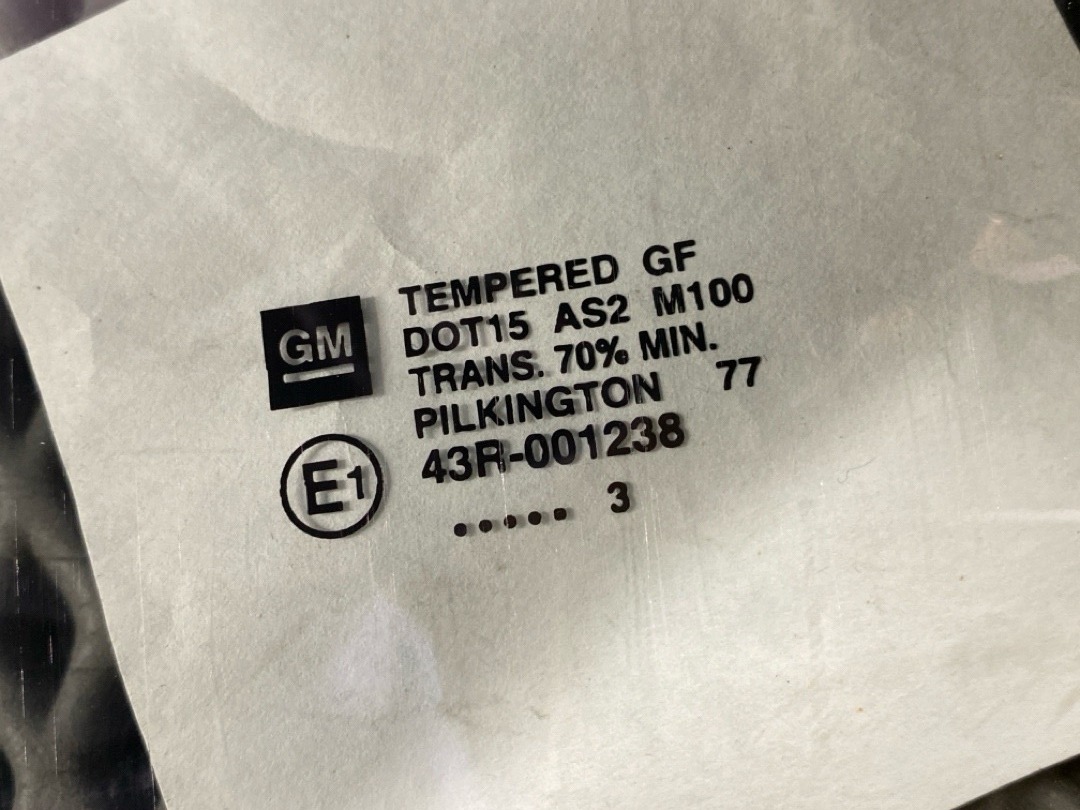 GM
TEMPERED GF
DOT15 AS2 M100
TRANS. 70% MIN.
PILKINGTON 77
E1
43R-001238
..... 3